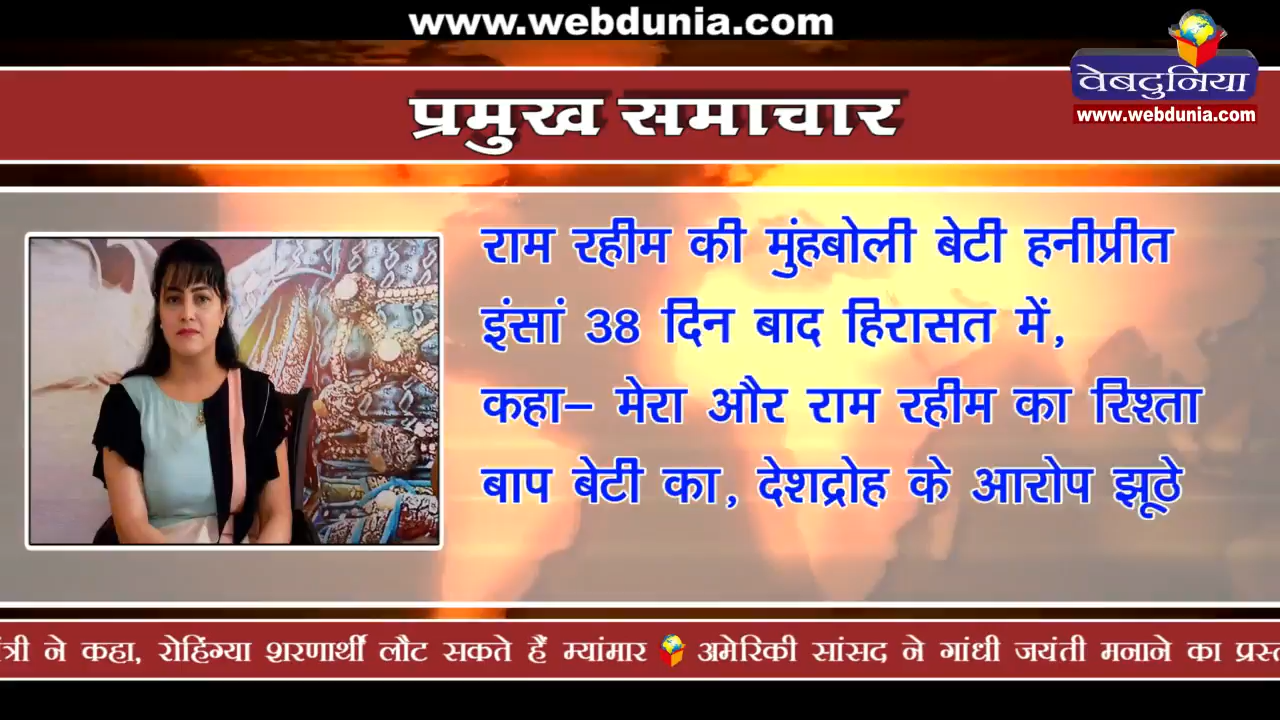 www.webdunia.com
वेबदुनिया
www.webdunia.com
प्रमुख समाचार
राम रहीम की मुंहबोली बेटी हनीप्रीत
इंसां 38 दिन बाद हिरासत में,
कहा- मेरा और राम रहीम का रिश्ता
बाप बेटी का, देशद्रोह के आरोप झूठे
ने कहा, रोहिंग्या शरणार्थी लौट सकते हैं म्यांमार अमेरिकी सांसद ने गांधी जयंती मनाने का